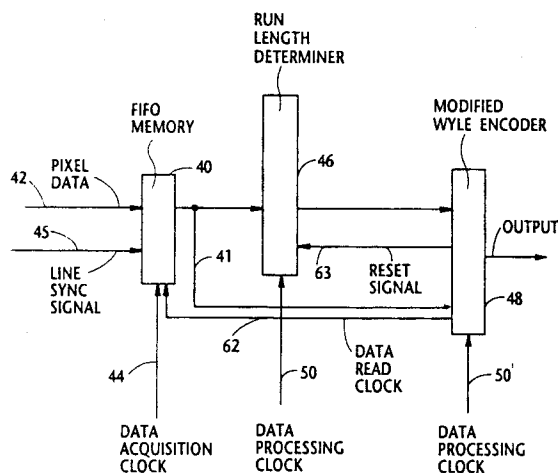 RUN
LENGTH
DETERMINER
MODIFIED
WYLE ENCODER
FIFO
MEMORY
40
46
PIXEL
DATA
42
OUTPUT
45
LINE
SYNC
SIGNAL
41
63
RESET
SIGNAL
48
62
DATA
READ
CLOCK
44
50
50'
DATA
ACQUISITION
CLOCK
DATA
PROCESSING
CLOCK
DATA
PROCESSING
CLOCK